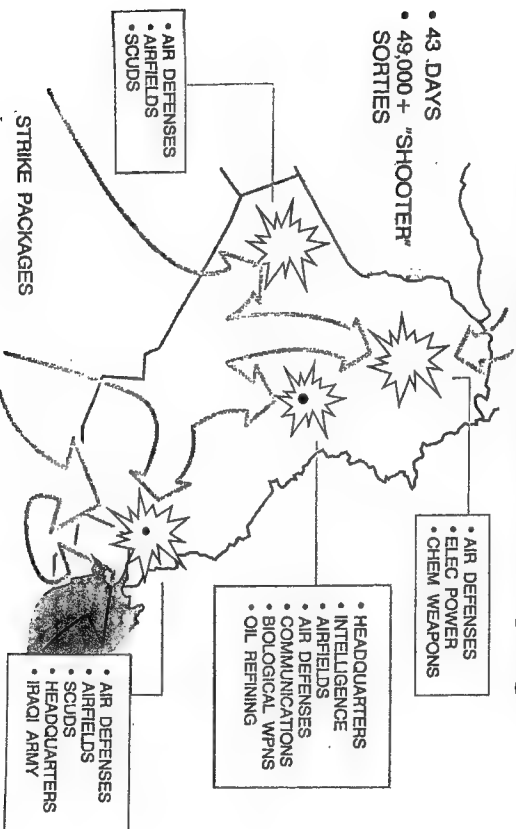 • 43 DAYS
• 49,000+ "SHOOTER"
SORTIES
• AIR DEFENSES
• AIRFIELDS
• SCUDS
STRIKE PACKAGES
• AIR DEFENSES
• ELEC POWER
• CHEM WEAPONS
• HEADQUARTERS
• INTELLIGENCE
• AIRFIELDS
• AIR DEFENSES
• COMMUNICATIONS
• BIOLOGICAL WPNS
• OIL REFINING
• AIR DEFENSES
• AIRFIELDS
• SCUDS
• HEADQUARTERS
• IRAQI ARMY